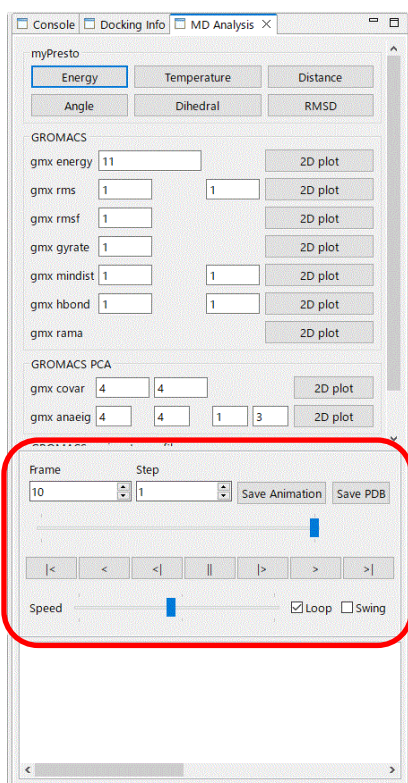 Console Docking Info MD Analysis
myPresto
Energy Temperature Distance
Angle Dihedral RMSD
GROMACS
gmx energy 11 2D plot
gmx rms 1 1 2D plot
gmx rmsf 1 2D plot
gmx gyrate 1 2D plot
gmx mindist 1 1 2D plot
gmx hbond 1 1 2D plot
gmx rama 2D plot
GROMACS PCA
gmx covar 4 4 2D plot
gmx anaeig 4 4 1 3 2D plot
Frame Step
10 1 Save Animation Save PDB
|< < <| || |> > >|
Speed Loop Swing